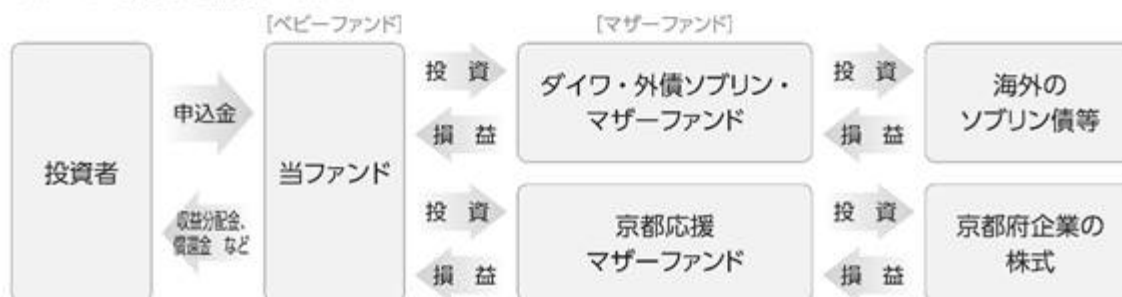 [ベビーファンド]
[マザーファンド]
投資者
申込金
収益分配金、
償還金 など
当ファンド
投 資
損 益
ダイワ・外債ソブリン・
マザーファンド
投 資
損 益
海外の
ソブリン債等
投 資
損 益
京都応援
マザーファンド
投 資
損 益
京都府企業の
株式